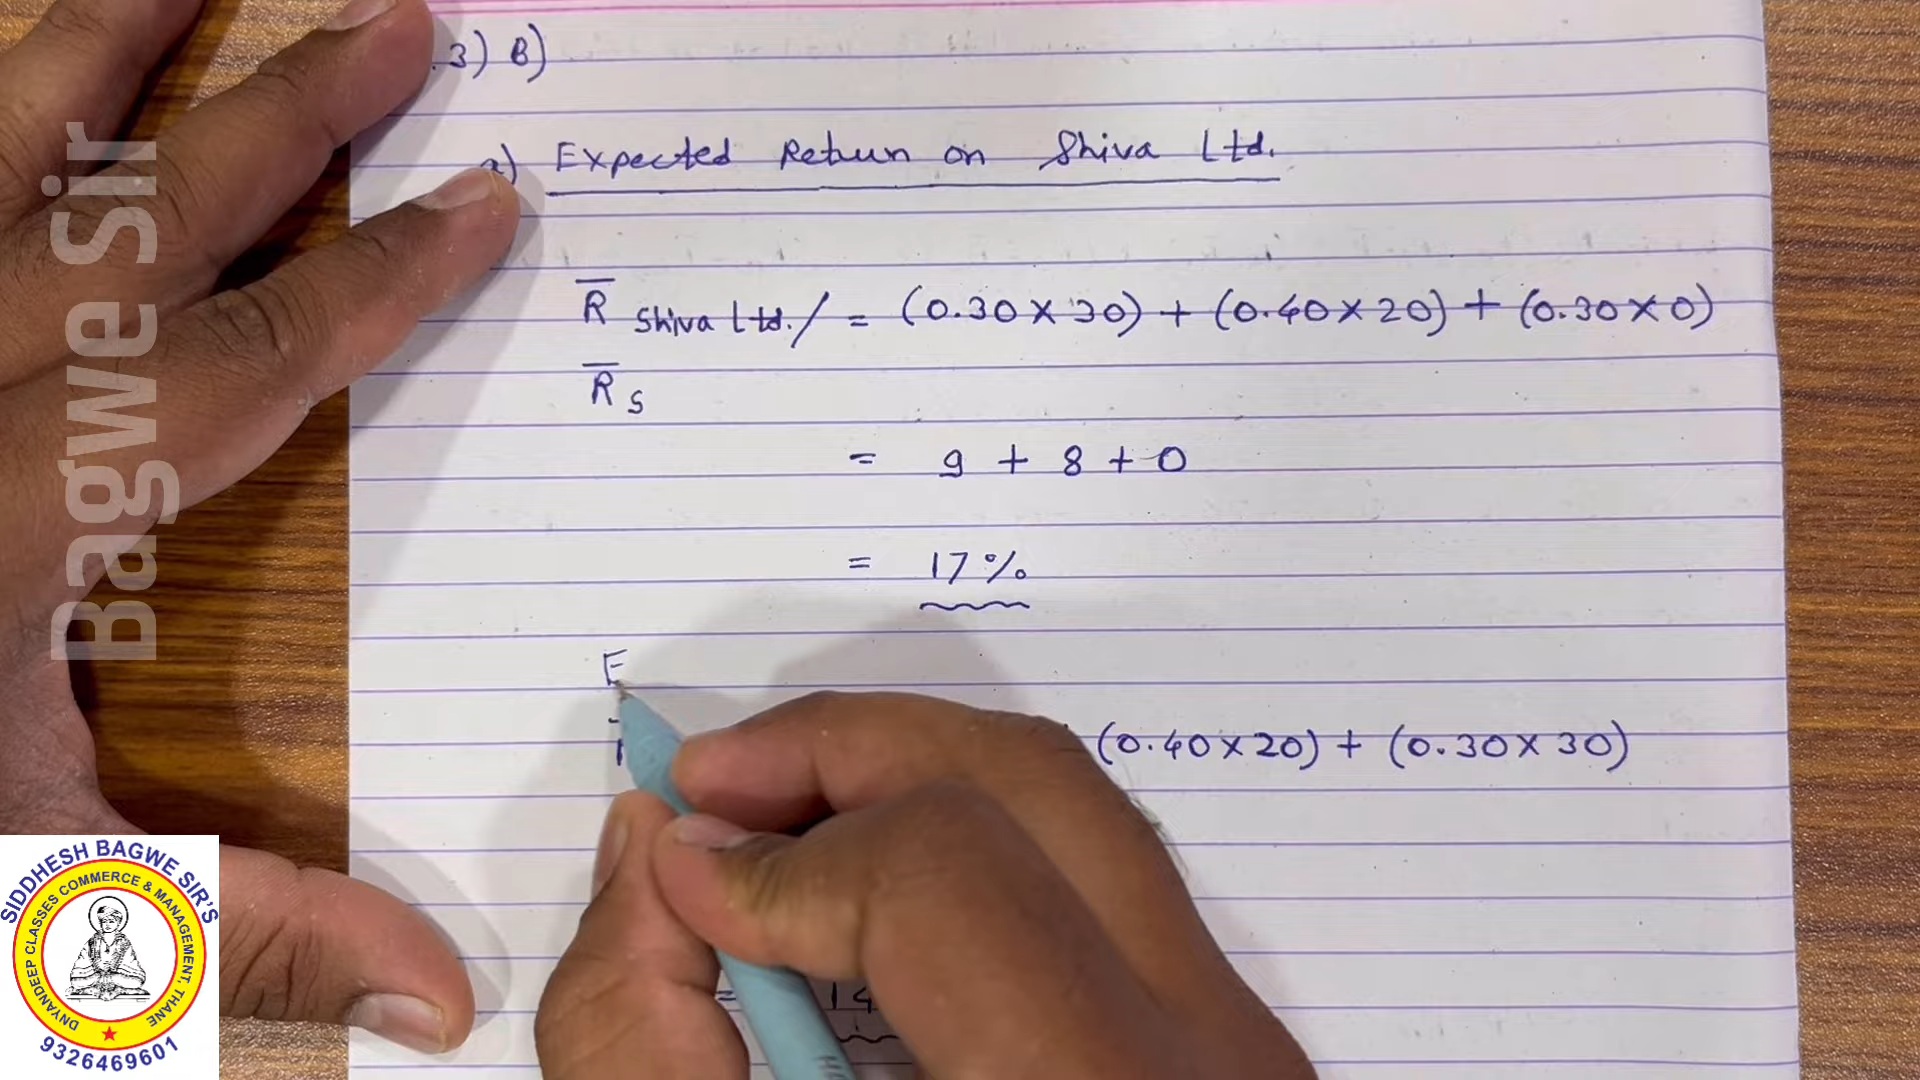 3) B)
a) Expected Return on Shiva Ltd.
R̅ Shiva Ltd./ = (0.30 × 30) + (0.40 × 20) + (0.30 × 0)
R̅ S
= 9 + 8 + 0
= 17%
E
(0.40 × 20) + (0.30 × 30)
= 14
Bagwe Sir
SIDDHESH BAGWE SIR'S
DNYANDEEP CLASSES COMMERCE & MANAGEMENT, THANE
9326469601